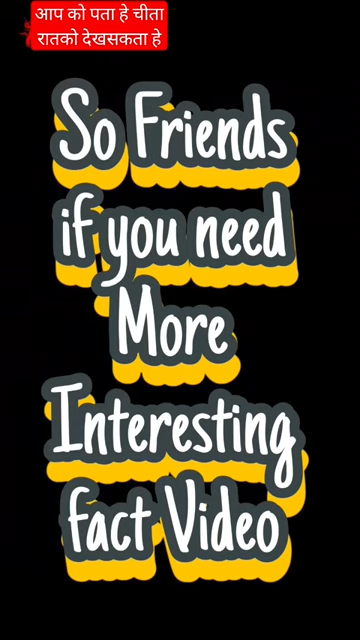 आप को पता हे चीता
रातको देखसकता हे
So Friends
if you need
More
Interesting
fact Video